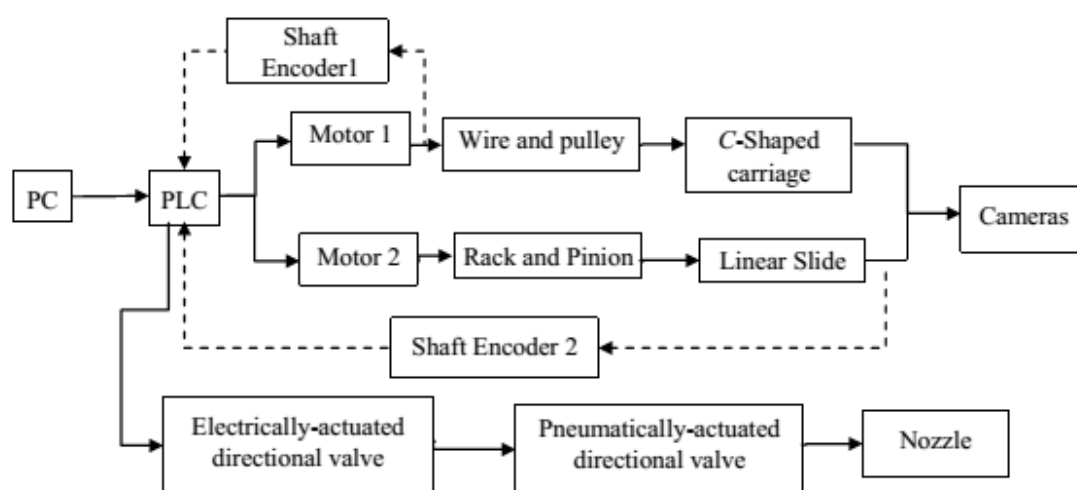 Shaft
Encoder1
Motor 1
Wire and pulley
C-Shaped
carriage
PC
PLC
Cameras
Motor 2
Rack and Pinion
Linear Slide
Shaft Encoder 2
Electrically-actuated
directional valve
Pneumatically-actuated
directional valve
Nozzle